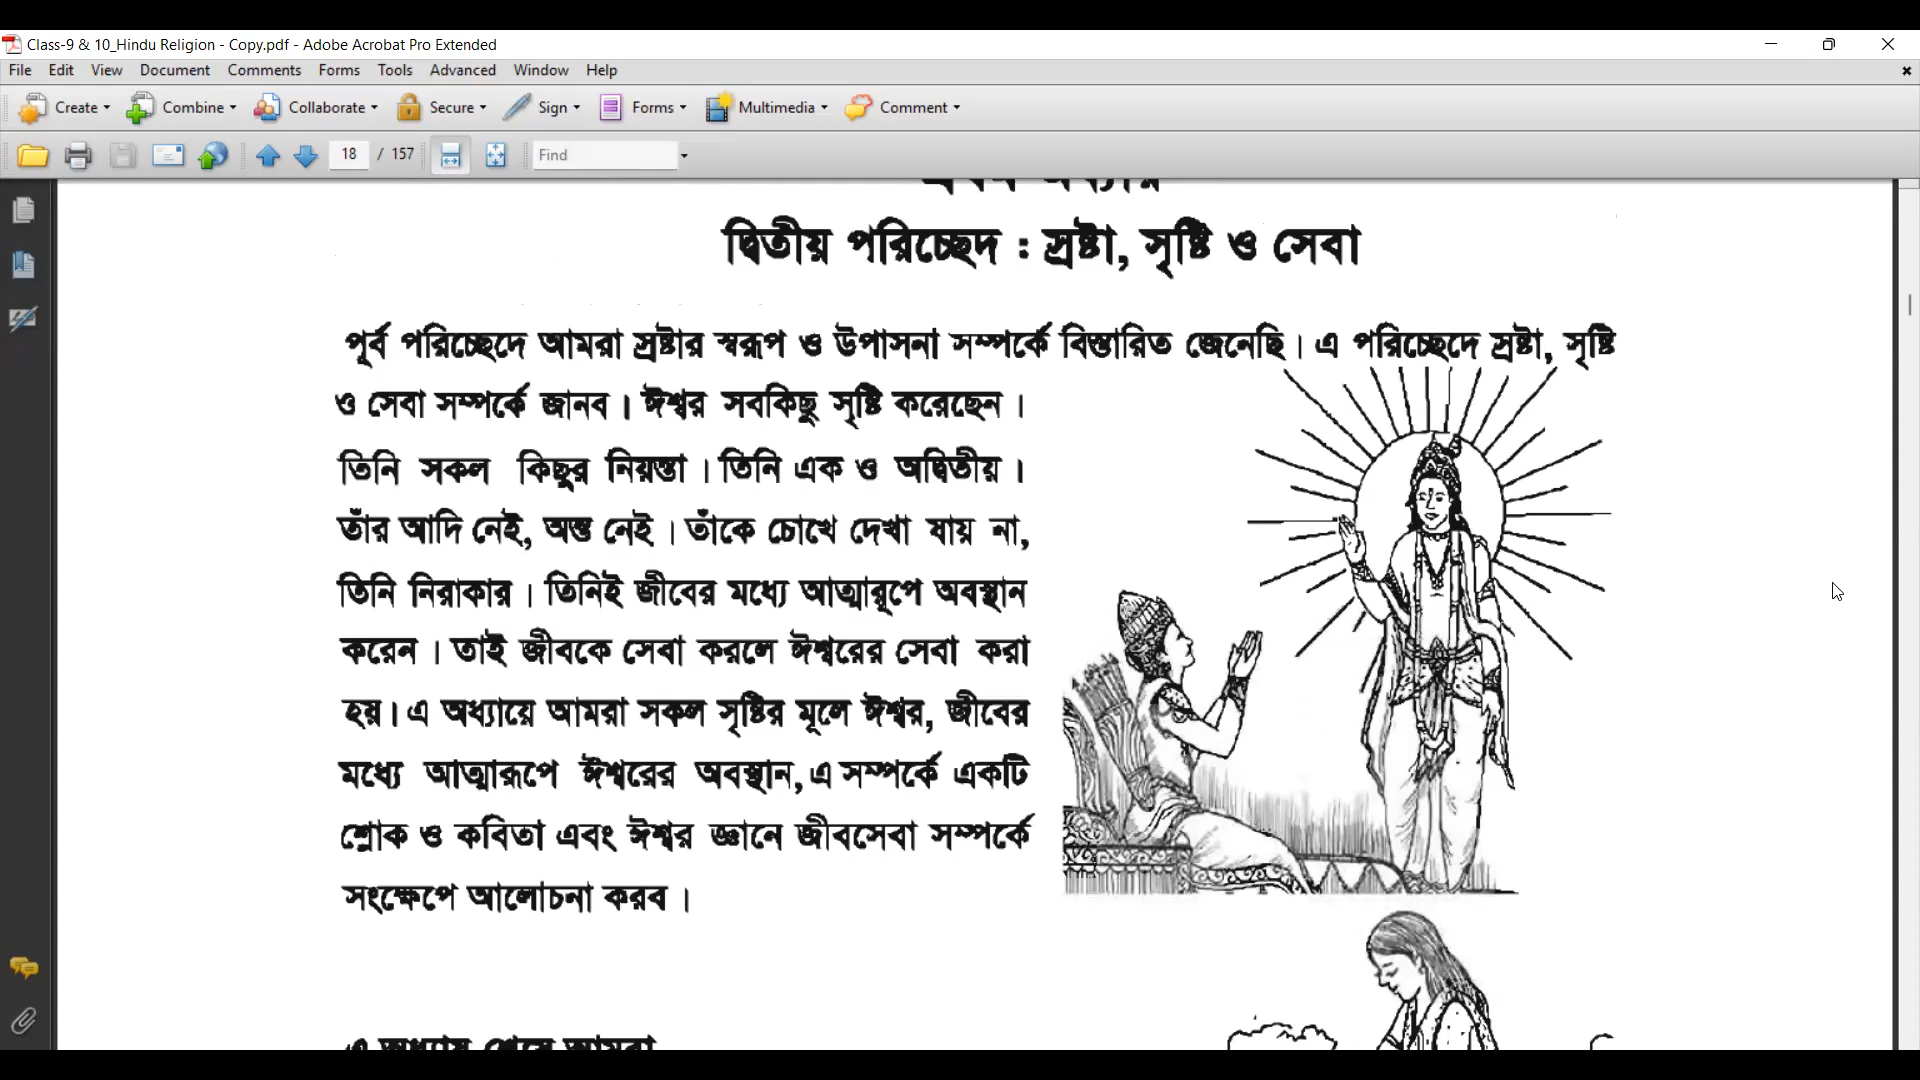 Class-9 & 10_Hindu Religion - Copy.pdf - Adobe Acrobat Pro Extended
File Edit View Document Comments Forms Tools Advanced Window Help
Create Combine Collaborate Secure Sign Forms Multimedia Comment
18 / 157 Find
দ্বিতীয় পরিচ্ছেদ : স্রষ্টা, সৃষ্টি ও সেবা
পূর্ব পরিচ্ছেদে আমরা স্রষ্টার স্বরূপ ও উপাসনা সম্পর্কে বিস্তারিত জেনেছি। এ পরিচ্ছেদে স্রষ্টা, সৃষ্টি
ও সেবা সম্পর্কে জানব। ঈশ্বর সবকিছু সৃষ্টি করেছেন।
তিনি সকল কিছুর নিয়ন্তা। তিনি এক ও অদ্বিতীয়।
তাঁর আদি নেই, অন্ত নেই। তাঁকে চোখে দেখা যায় না,
তিনি নিরাকার। তিনিই জীবের মধ্যে আত্মারূপে অবস্থান
করেন। তাই জীবকে সেবা করলে ঈশ্বরের সেবা করা
হয়। এ অধ্যায়ে আমরা সকল সৃষ্টির মূলে ঈশ্বর, জীবের
মধ্যে আত্মারূপে ঈশ্বরের অবস্থান, এ সম্পর্কে একটি
শ্লোক ও কবিতা এবং ঈশ্বর জ্ঞানে জীবসেবা সম্পর্কে
সংক্ষেপে আলোচনা করব।